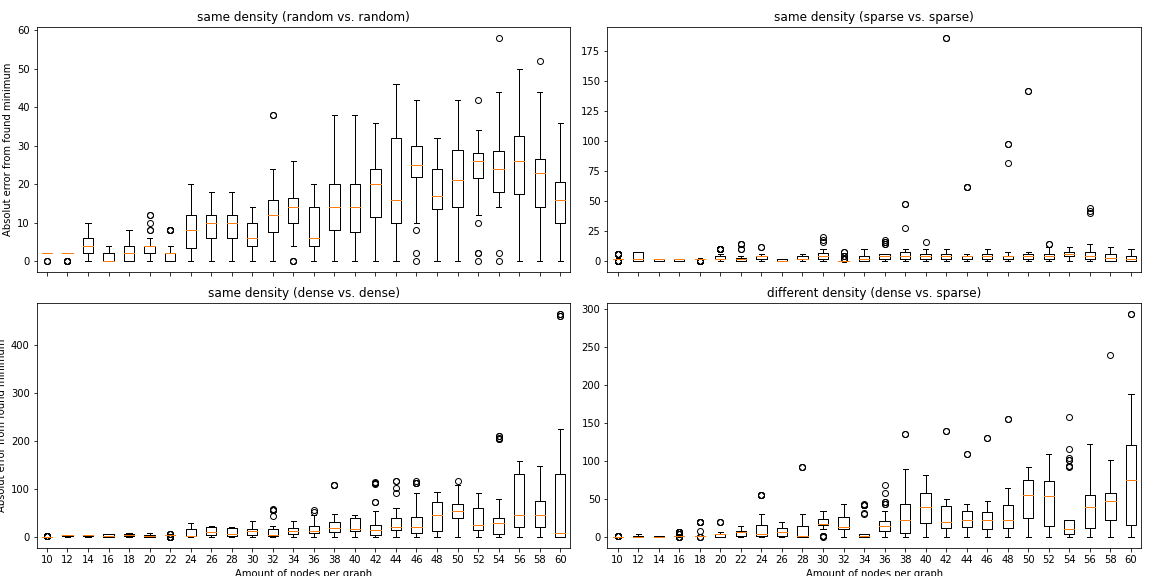 same density (random vs. random)
same density (sparse vs. sparse)
60
50
40
30
20
10
0
Absolut error from found minimum
175
150
125
100
75
50
25
0
same density (dense vs. dense)
different density (dense vs. sparse)
400
300
200
100
0
Absolut error from found minimum
300
250
200
150
100
50
0
10 12 14 16 18 20 22 24 26 28 30 32 34 36 38 40 42 44 46 48 50 52 54 56 58 60
10 12 14 16 18 20 22 24 26 28 30 32 34 36 38 40 42 44 46 48 50 52 54 56 58 60
Amount of nodes per graph
Amount of nodes per graph